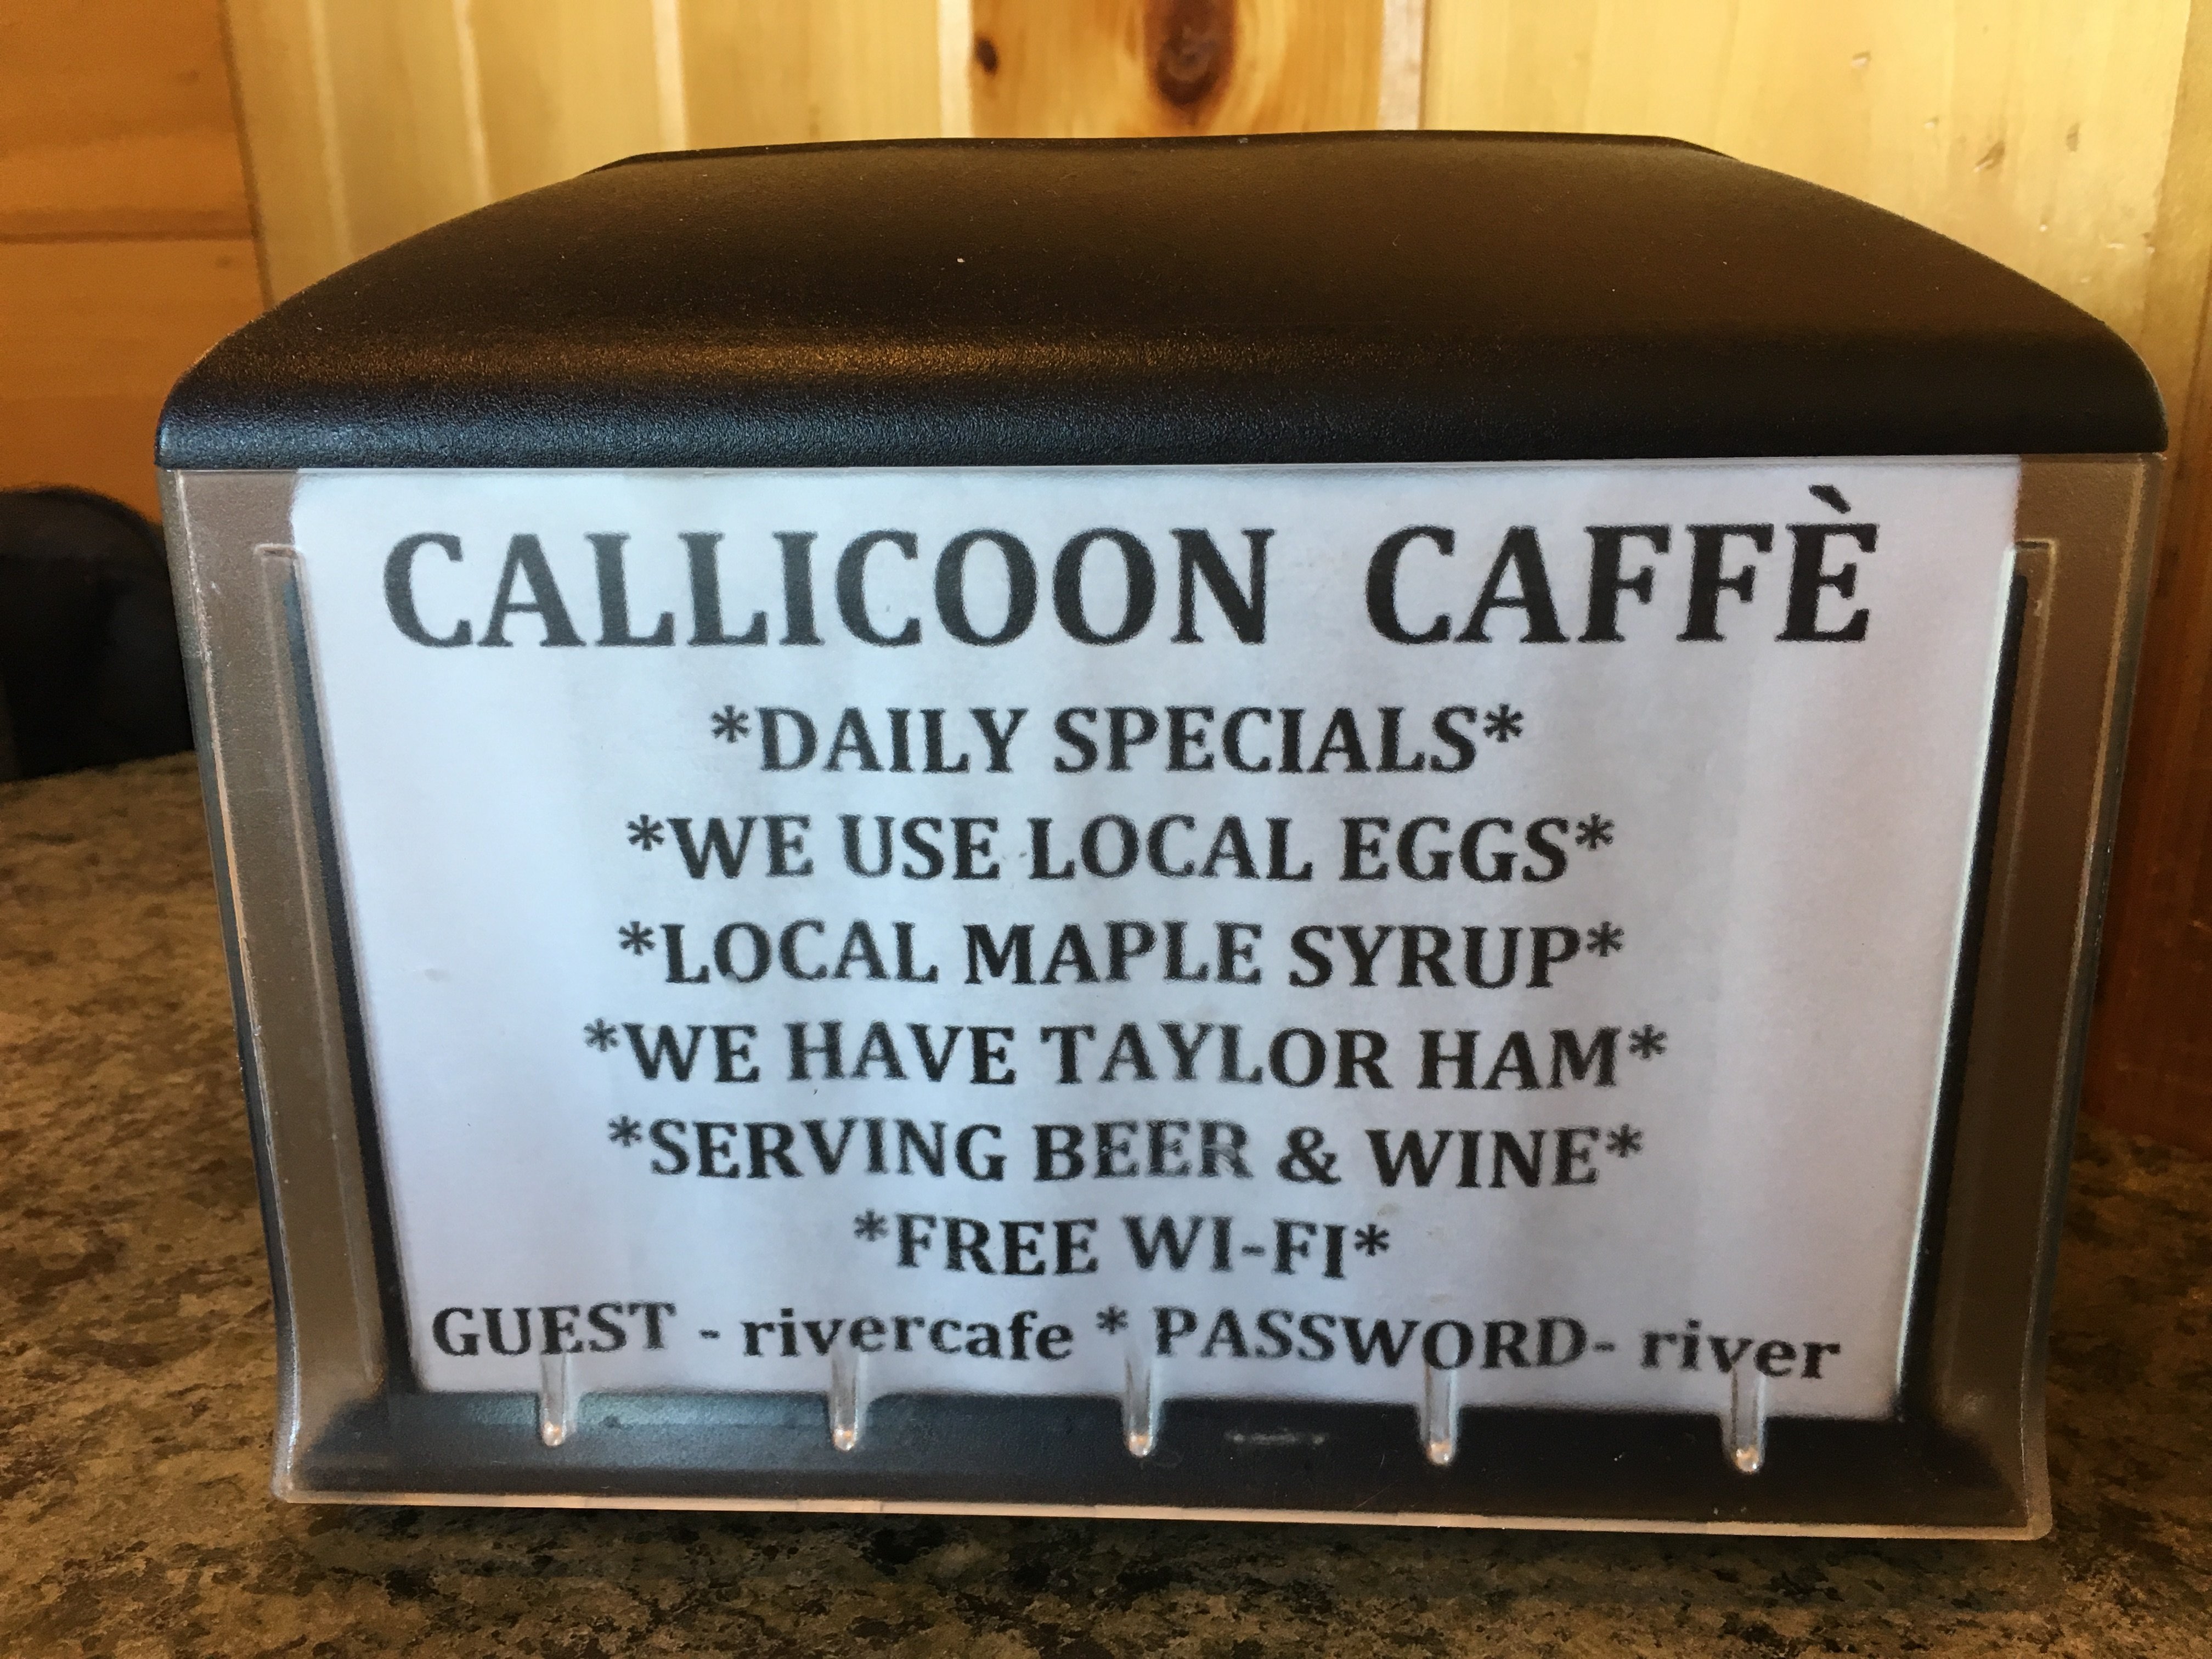 CALLICOON CAFFÈ
*DAILY SPECIALS*
*WE USE LOCAL EGGS*
*LOCAL MAPLE SYRUP*
*WE HAVE TAYLOR HAM*
*SERVING BEER & WINE*
*FREE WI-FI*
GUEST - rivercafe * PASSWORD- river